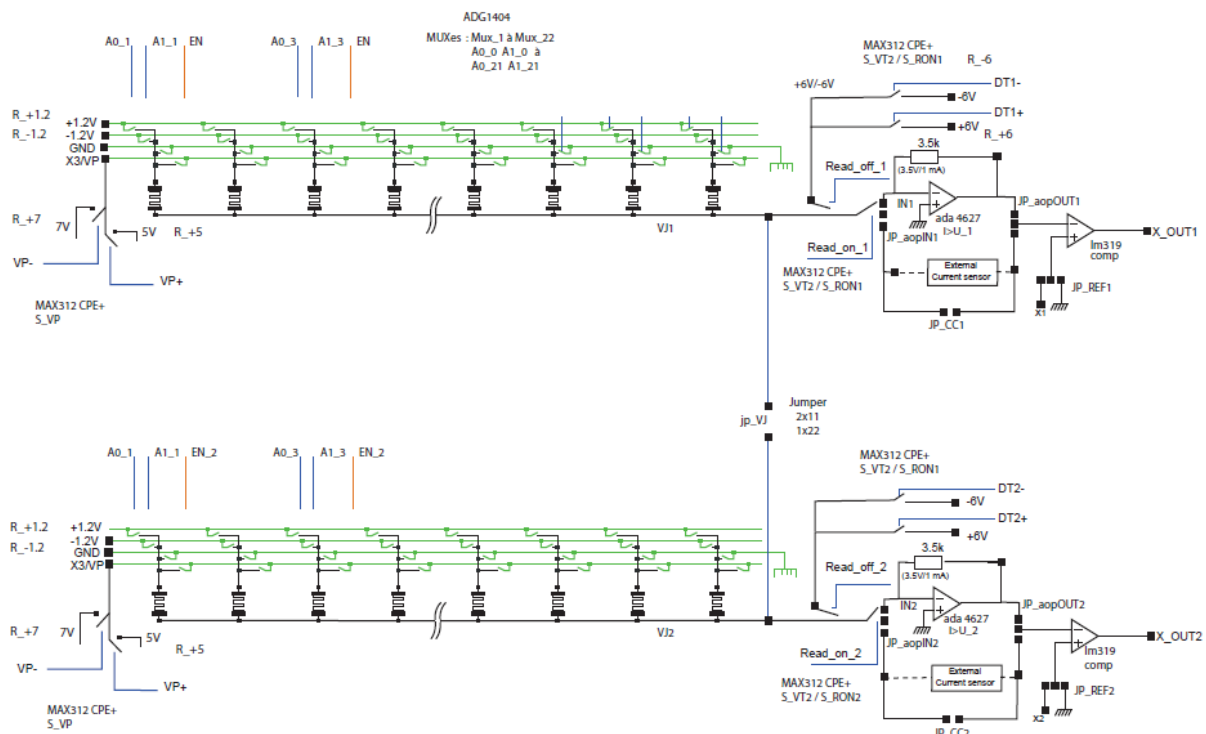 ADG1404
MUXes : Mux_1 à Mux_22
A0_0 A1_0 à
A0_21 A1_21
A0_1 A1_1 EN A0_3 A1_3 EN
MAX312 CPE+
S_VT2 / S_RON1 R_-6
+6V/-6V
DT1-
-6V
DT1+
+6V
R_+6
R_+1.2 +1.2V
R_-1.2 -1.2V
GND
X3/VP
3.5k
(3.5V/1 mA)
Read_off_1
IN1
ada 4627
I>U_1
JP_aopOUT1
R_+7 7V
5V R_+5
VJ1
JP_aopIN1
lm319
comp
X_OUT1
Read_on_1
VP-
VP+
MAX312 CPE+
S_VT2 / S_RON1
External
Current sensor
JP_REF1
X1
MAX312 CPE+
S_VP
JP_CC1
jp_VJ
Jumper
2x11
1x22
A0_1 A1_1 EN_2 A0_3 A1_3 EN_2
MAX312 CPE+
S_VT2 / S_RON1
DT2-
-6V
DT2+
+6V
R_+1.2 +1.2V
R_-1.2 -1.2V
GND
X3/VP
3.5k
(3.5V/1 mA)
Read_off_2
IN2
ada 4627
I>U_2
JP_aopOUT2
R_+7 7V
5V R_+5
VJ2
JP_aopIN2
lm319
comp
X_OUT2
Read_on_2
VP-
VP+
MAX312 CPE+
S_VT2 / S_RON2
External
Current sensor
JP_REF2
X2
MAX312 CPE+
S_VP
JP_CC2